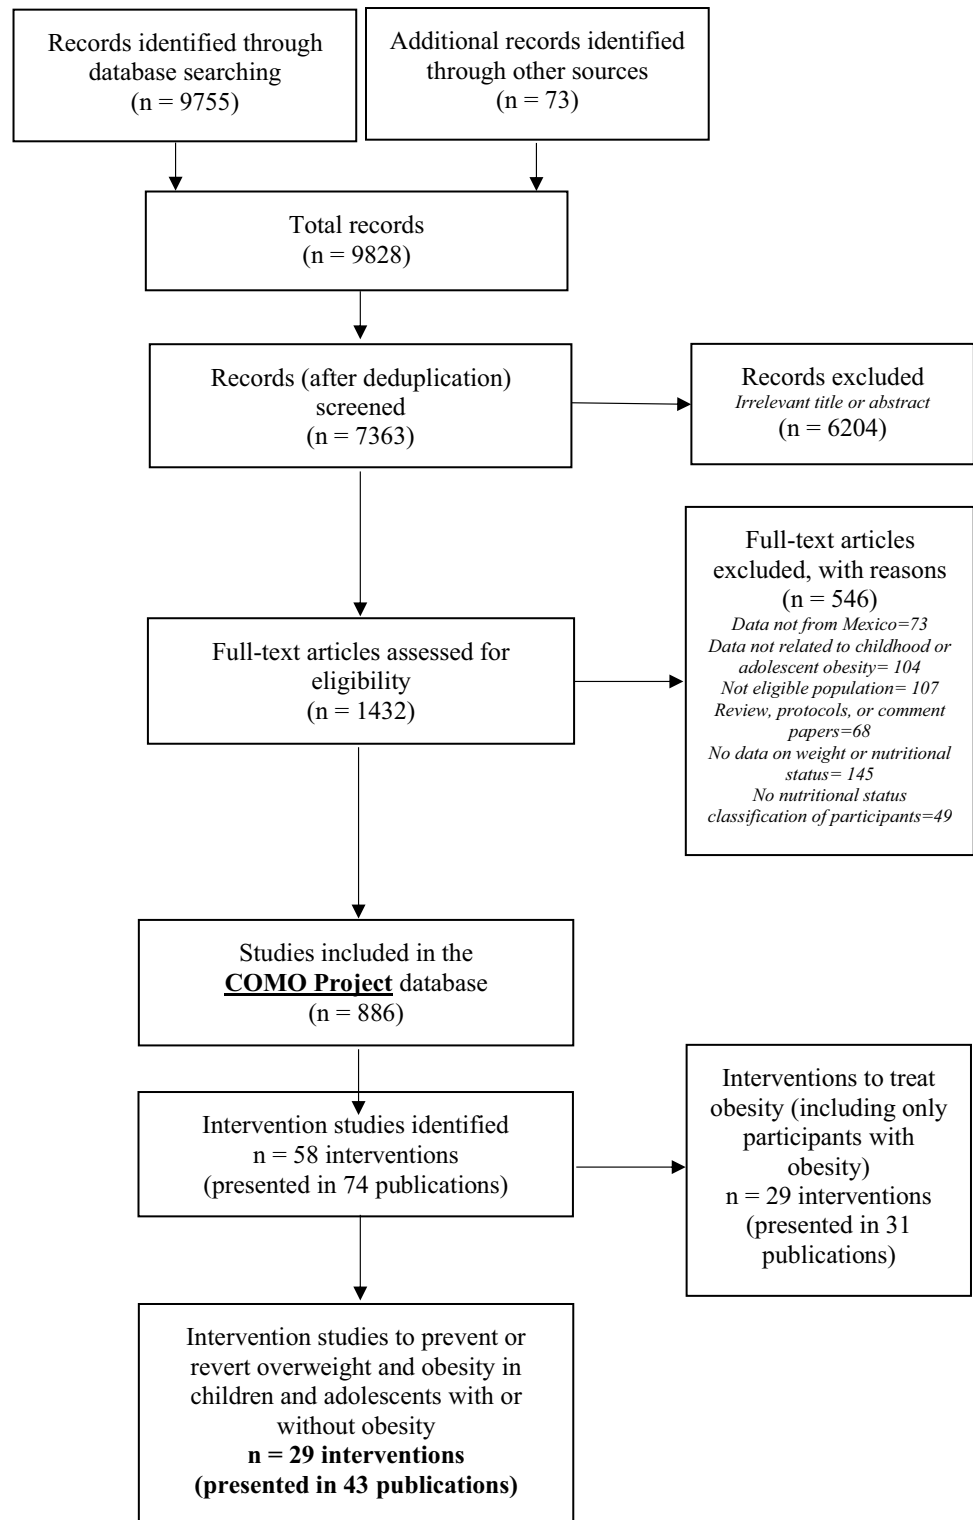 Records identified through
database searching
(n = 9755)
Additional records identified
through other sources
(n = 73)
Total records
(n = 9828)
Records (after deduplication)
screened
(n = 7363)
Records excluded
Irrelevant title or abstract
(n = 6204)
Full-text articles assessed for
eligibility
(n = 1432)
Full-text articles
excluded, with reasons
(n = 546)
Data not from Mexico=73
Data not related to childhood or
adolescent obesity= 104
Not eligible population= 107
Review, protocols, or comment
papers=68
No data on weight or nutritional
status= 145
No nutritional status
classification of participants=49
Studies included in the
COMO Project database
(n = 886)
Intervention studies identified
n = 58 interventions
(presented in 74 publications)
Interventions to treat
obesity (including only
participants with
obesity)
n = 29 interventions
(presented in 31
publications)
Intervention studies to prevent or
revert overweight and obesity in
children and adolescents with or
without obesity
n = 29 interventions
(presented in 43 publications)